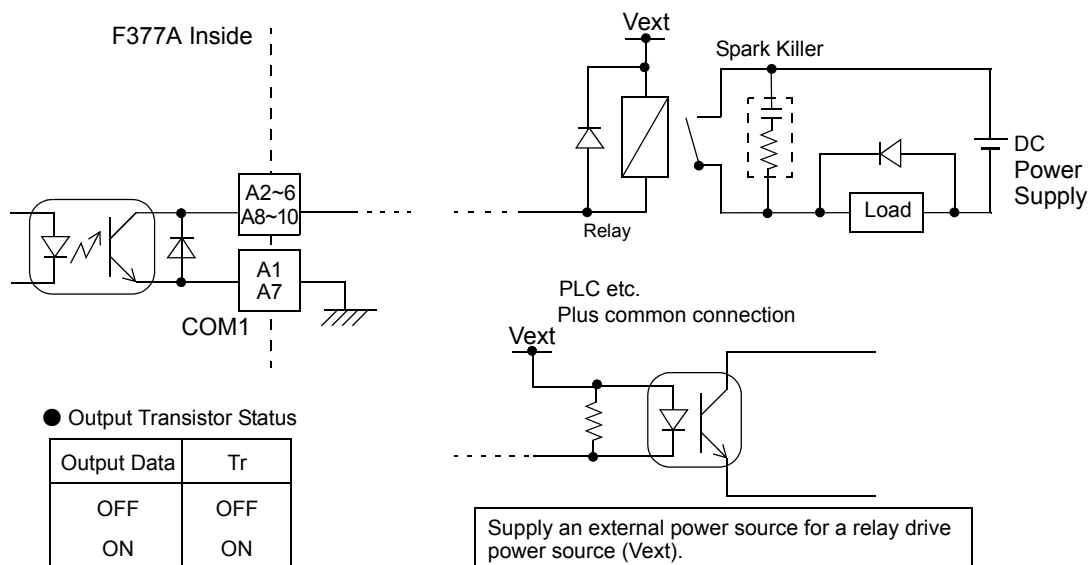 F377A Inside
Vext
Spark Killer
DC
Power
Supply
A2~6
A8~10
Load
Relay
A1
A7
COM1
PLC etc.
Plus common connection
Vext
● Output Transistor Status
Output Data Tr
OFF OFF
ON ON
Supply an external power source for a relay drive
power source (Vext).